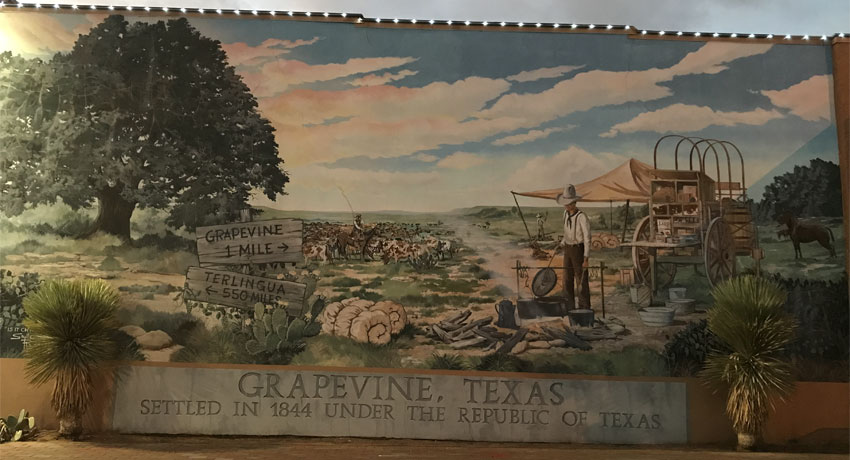 GRAPEVINE
1 MILE →
TERLINGUA
← 550 MILES
GRAPEVINE, TEXAS
SETTLED IN 1844 UNDER THE REPUBLIC OF TEXAS